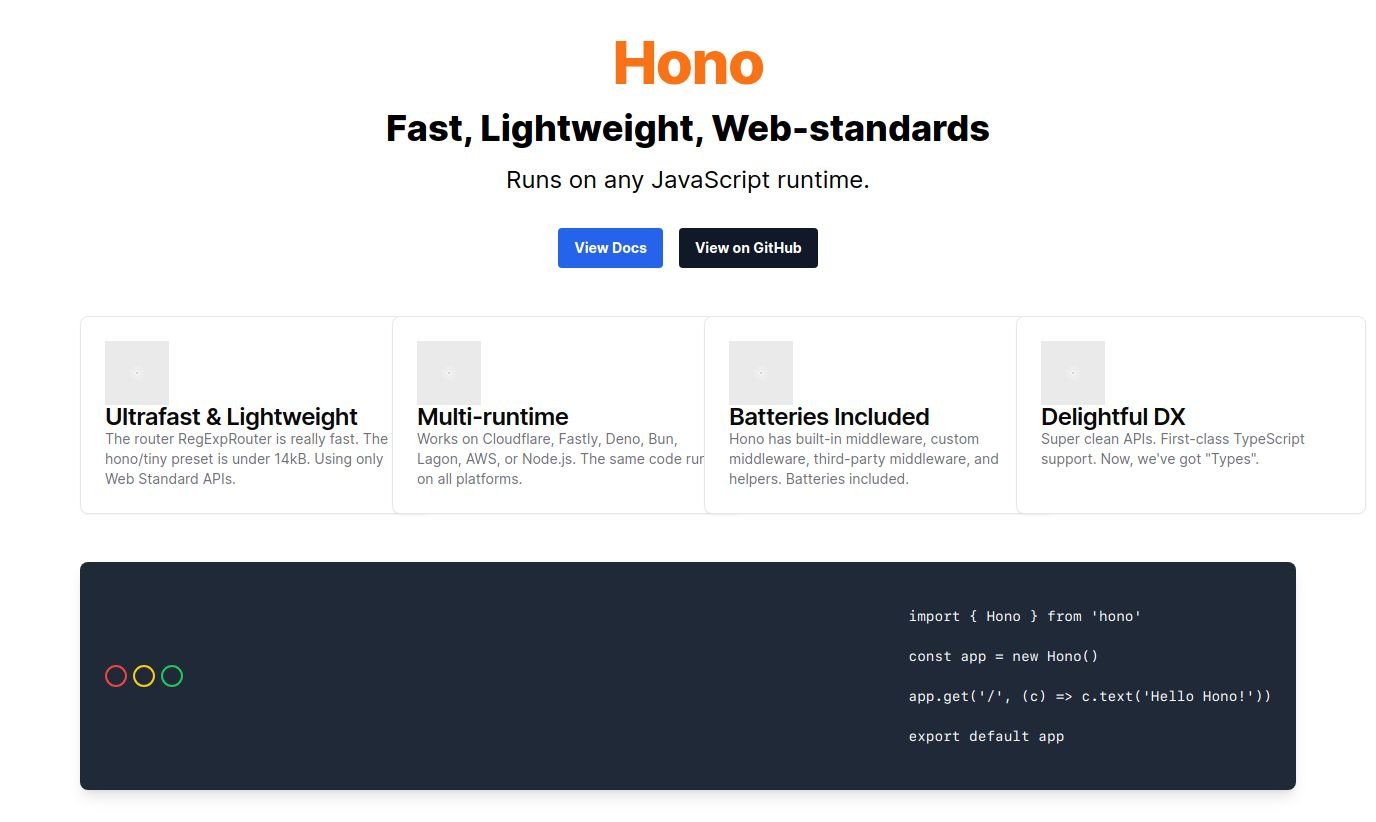 Hono
Fast, Lightweight, Web-standards
Runs on any JavaScript runtime.
View Docs
View on GitHub
Ultrafast & Lightweight
The router RegExpRouter is really fast. The
hono/tiny preset is under 14kB. Using only
Web Standard APIs.
Multi-runtime
Works on Cloudflare, Fastly, Deno, Bun,
Lagon, AWS, or Node.js. The same code run
on all platforms.
Batteries Included
Hono has built-in middleware, custom
middleware, third-party middleware, and
helpers. Batteries included.
Delightful DX
Super clean APIs. First-class TypeScript
support. Now, we've got "Types".
import { Hono } from 'hono'
const app = new Hono()
app.get('/', (c) => c.text('Hello Hono!'))
export default app